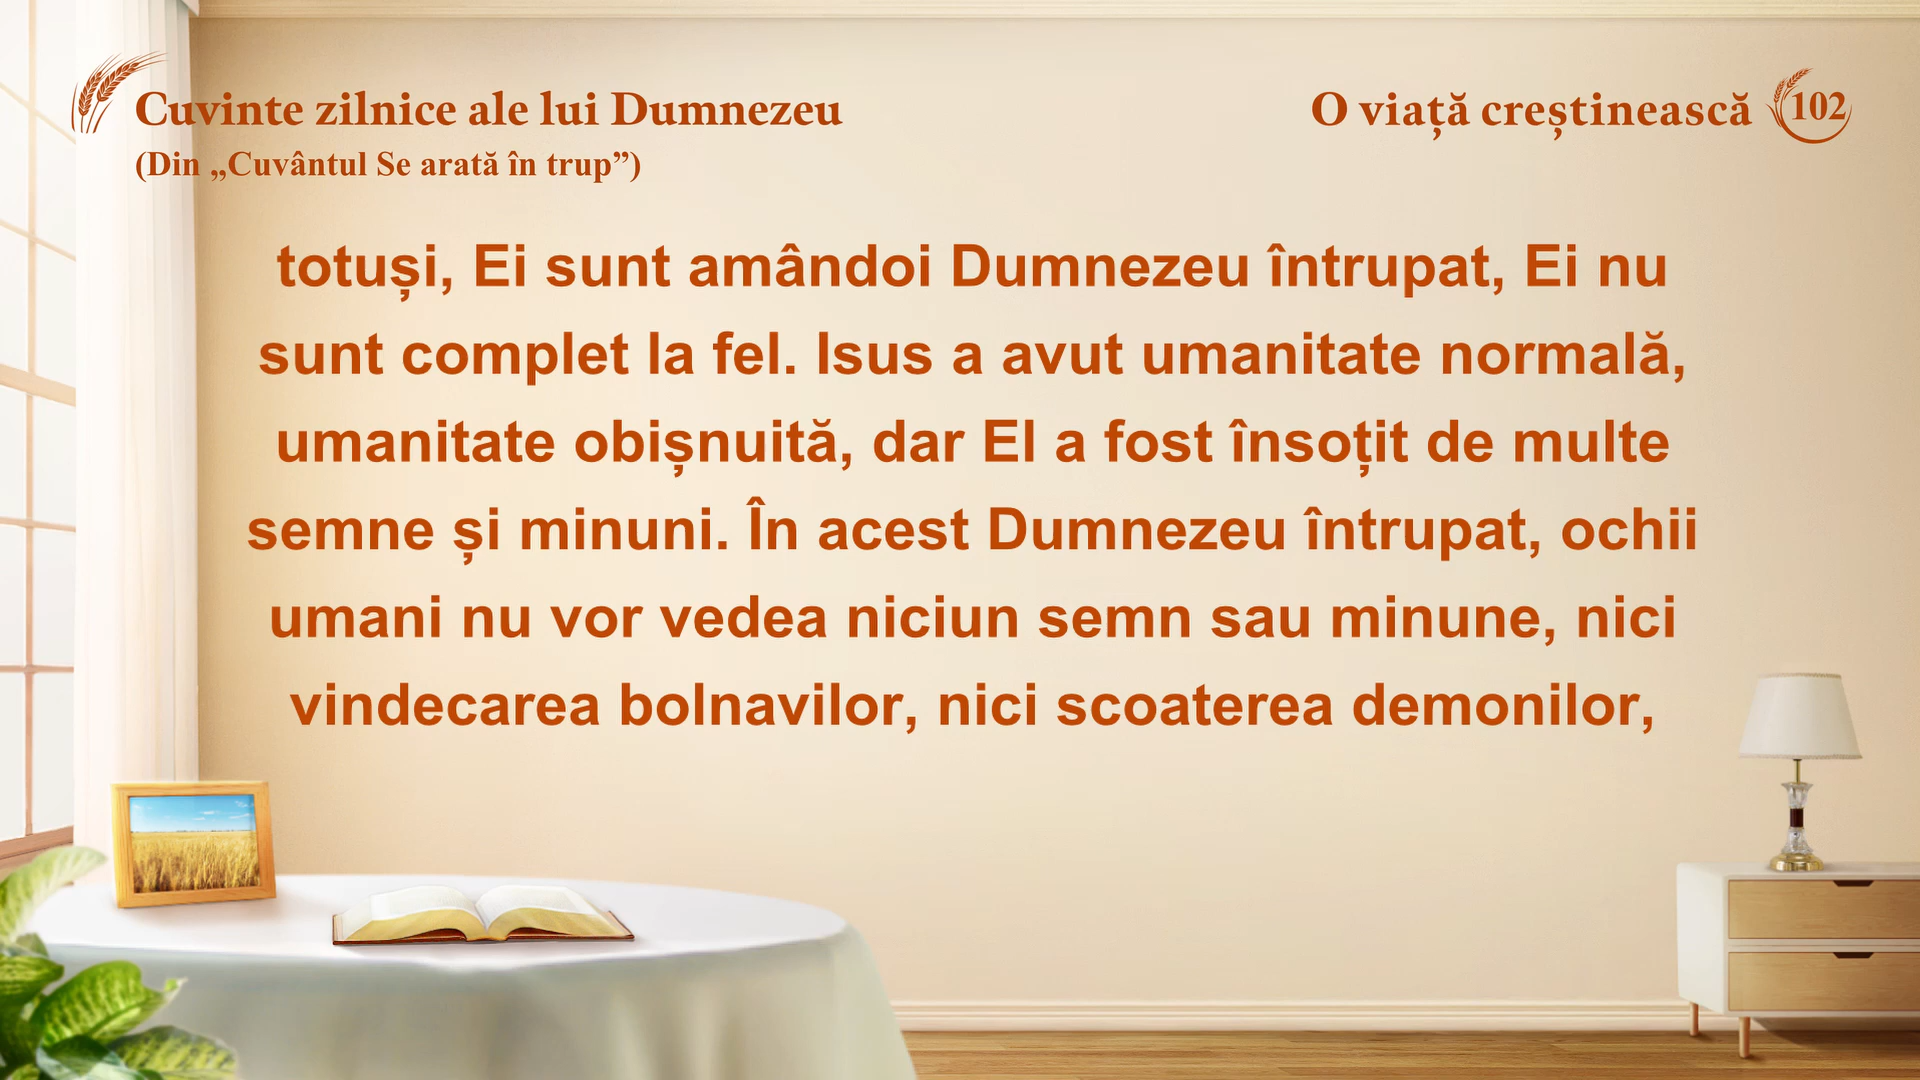 Cuvinte zilnice ale lui Dumnezeu
(Din „Cuvântul Se arată în trup”)
O viață creștinească 102
totuși, Ei sunt amândoi Dumnezeu întrupat, Ei nu
sunt complet la fel. Isus a avut umanitate normală,
umanitate obișnuită, dar El a fost însoțit de multe
semne și minuni. În acest Dumnezeu întrupat, ochii
umani nu vor vedea niciun semn sau minune, nici
vindecarea bolnavilor, nici scoaterea demonilor,